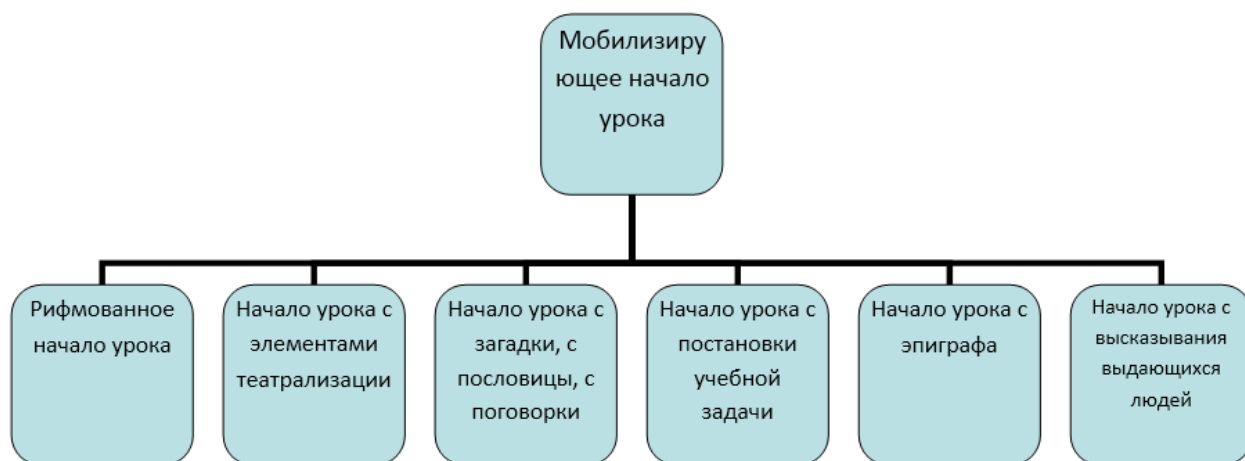 Мобилизиру
ющее начало
урока
Рифмованное
начало урока
Начало урока с
элементами
театрализации
Начало урока с
загадки, с
пословицы, с
поговорки
Начало урока с
постановки
учебной
задачи
Начало урока с
эпиграфа
Начало урока с
высказывания
выдающихся
людей